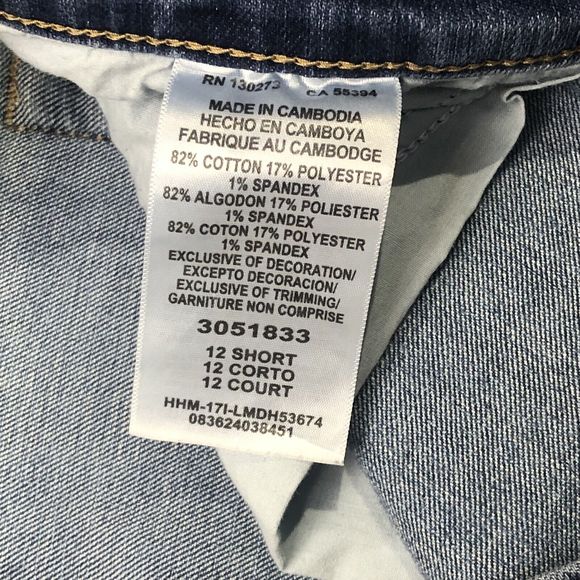 RN 130273 CA 55394
MADE IN CAMBODIA
HECHO EN CAMBOYA
FABRIQUE AU CAMBODGE
82% COTTON 17% POLYESTER
1% SPANDEX
82% ALGODON 17% POLIESTER
1% SPANDEX
82% COTON 17% POLYESTER
1% SPANDEX
EXCLUSIVE OF DECORATION/
EXCEPTO DECORACION/
EXCLUSIVE OF TRIMMING/
GARNITURE NON COMPRISE
3051833
12 SHORT
12 CORTO
12 COURT
HHM-17I-LMDH53674
083624038451